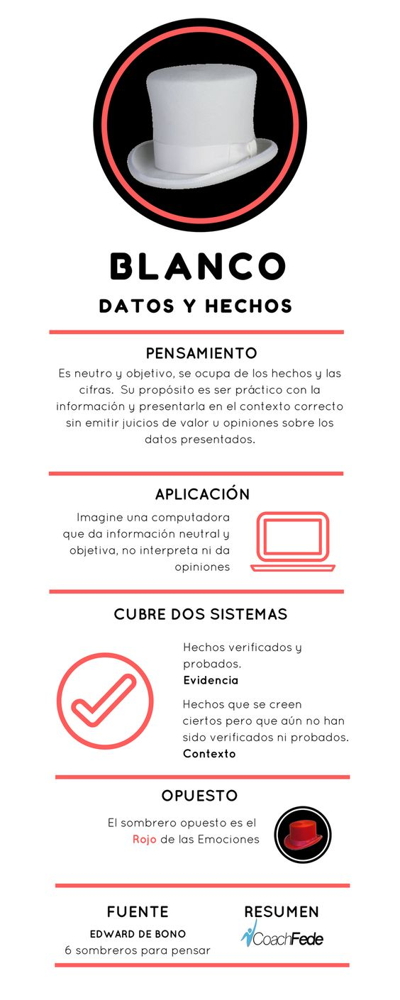 BLANCO
DATOS Y HECHOS
PENSAMIENTO
Es neutro y objetivo, se ocupa de los hechos y las
cifras. Su propósito es ser práctico con la
información y presentarla en el contexto correcto
sin emitir juicios de valor u opiniones sobre los
datos presentados.
APLICACIÓN
Imagine una computadora
que da información neutral y
objetiva, no interpreta ni da
opiniones
CUBRE DOS SISTEMAS
Hechos verificados y
probados.
Evidencia
Hechos que se creen
ciertos pero que aún no han
sido verificados ni probados.
Contexto
OPUESTO
El sombrero opuesto es el
Rojo de las Emociones
FUENTE
EDWARD DE BONO
6 sombreros para pensar
RESUMEN
CoachFede